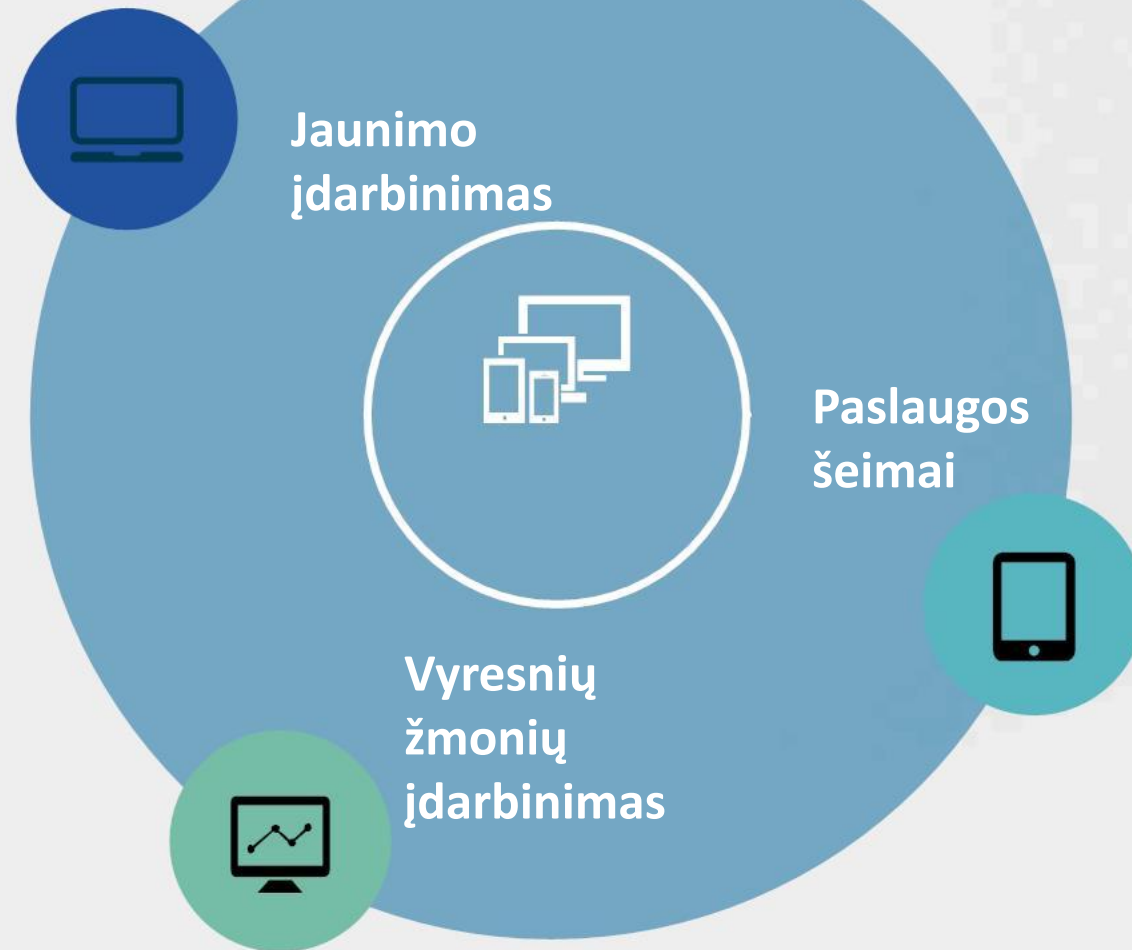 Jaunimo
įdarbinimas
Paslaugos
šeimai
Vyresnių
žmonių
įdarbinimas